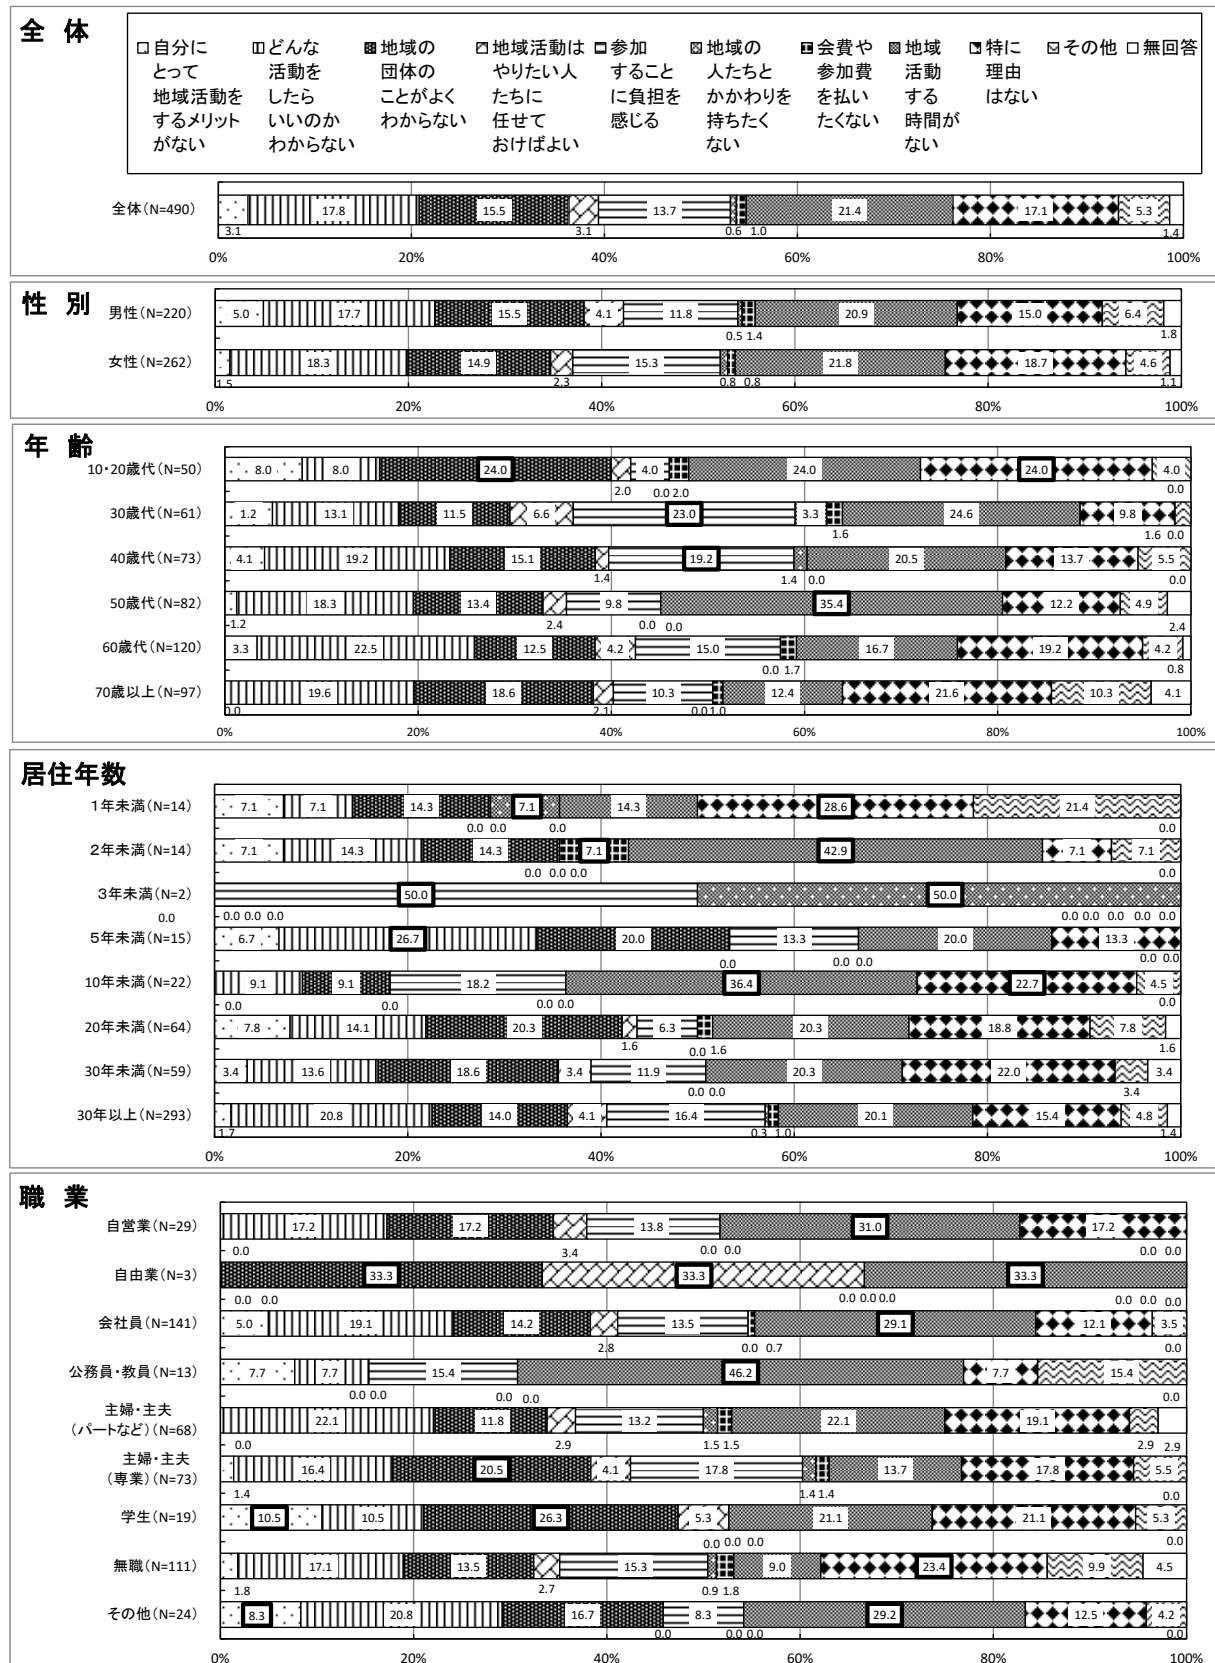 全 体
自分に
とって
地域活動を
するメリット
がない
どんな
活動を
したら
いいのか
わからない
地域の
団体の
ことがよく
わからない
地域活動は
やりたい人
たちに
任せて
おけばよい
参加
すること
に負担を
感じる
地域の
人たちと
かかわりを
持ちたく
ない
会費や
参加費
を払い
たくない
地域
活動
する
時間が
ない
特に
理由
はない
その他
無回答
全体(N=490)
17.8 15.5 13.7 21.4 17.1 5.3
3.1 3.1 0.6 1.0 1.4
0% 20% 40% 60% 80% 100%
性 別
男性(N=220) 5.0 17.7 15.5 4.1 11.8 20.9 15.0 6.4
0.5 1.4 1.8
女性(N=262) 18.3 14.9 15.3 21.8 18.7 4.6
1.5 2.3 0.8 0.8 1.1
0% 20% 40% 60% 80% 100%
年 齢
10・20歳代(N=50) 8.0 8.0 24.0 4.0 24.0 24.0 4.0
2.0 0.0 2.0 0.0
30歳代(N=61) 1.2 13.1 11.5 6.6 23.0 3.3 24.6 9.8
1.6 1.6 0.0
40歳代(N=73) 4.1 19.2 15.1 19.2 20.5 13.7 5.5
1.4 1.4 0.0 0.0
50歳代(N=82) 18.3 13.4 9.8 35.4 12.2 4.9
1.2 2.4 0.0 0.0 2.4
60歳代(N=120) 3.3 22.5 12.5 4.2 15.0 16.7 19.2 4.2
0.0 1.7 0.8
70歳以上(N=97) 19.6 18.6 10.3 12.4 21.6 10.3 4.1
0.0 2.1 0.0 1.0
0% 20% 40% 60% 80% 100%
居住年数
1年未満(N=14) 7.1 7.1 14.3 7.1 14.3 28.6 21.4
0.0 0.0 0.0 0.0
2年未満(N=14) 7.1 14.3 14.3 7.1 42.9 7.1 7.1
0.0 0.0 0.0 0.0
3年未満(N=2) 50.0 50.0
0.0 0.0 0.0 0.0 0.0 0.0 0.0 0.0 0.0
5年未満(N=15) 6.7 26.7 20.0 13.3 20.0 13.3
0.0 0.0 0.0 0.0 0.0
10年未満(N=22) 9.1 9.1 18.2 36.4 22.7 4.5
0.0 0.0 0.0 0.0 0.0
20年未満(N=64) 7.8 14.1 20.3 6.3 20.3 18.8 7.8
1.6 0.0 1.6 1.6
30年未満(N=59) 3.4 13.6 18.6 3.4 11.9 20.3 22.0 3.4
0.0 0.0 3.4
30年以上(N=293) 20.8 14.0 4.1 16.4 20.1 15.4 4.8
1.7 0.3 1.0 1.4
0% 20% 40% 60% 80% 100%
職 業
自営業(N=29) 17.2 17.2 13.8 31.0 17.2
0.0 3.4 0.0 0.0 0.0 0.0
自由業(N=3) 33.3 33.3 33.3
0.0 0.0 0.0 0.0 0.0 0.0 0.0 0.0
会社員(N=141) 5.0 19.1 14.2 13.5 29.1 12.1 3.5
2.8 0.0 0.7 0.0
公務員・教員(N=13) 7.7 7.7 15.4 46.2 7.7 15.4
0.0 0.0 0.0 0.0 0.0
主婦・主夫
(パートなど)(N=68) 22.1 11.8 13.2 22.1 19.1
0.0 2.9 1.5 1.5 2.9 2.9
主婦・主夫
(専業)(N=73) 16.4 20.5 4.1 17.8 13.7 17.8 5.5
1.4 1.4 1.4 0.0
学生(N=19) 10.5 10.5 26.3 5.3 21.1 21.1 5.3
0.0 0.0 0.0 0.0
無職(N=111) 17.1 13.5 15.3 9.0 23.4 9.9 4.5
1.8 2.7 0.9 1.8
その他(N=24) 8.3 20.8 16.7 8.3 29.2 12.5 4.2
0.0 0.0 0.0 0.0
0% 20% 40% 60% 80% 100%